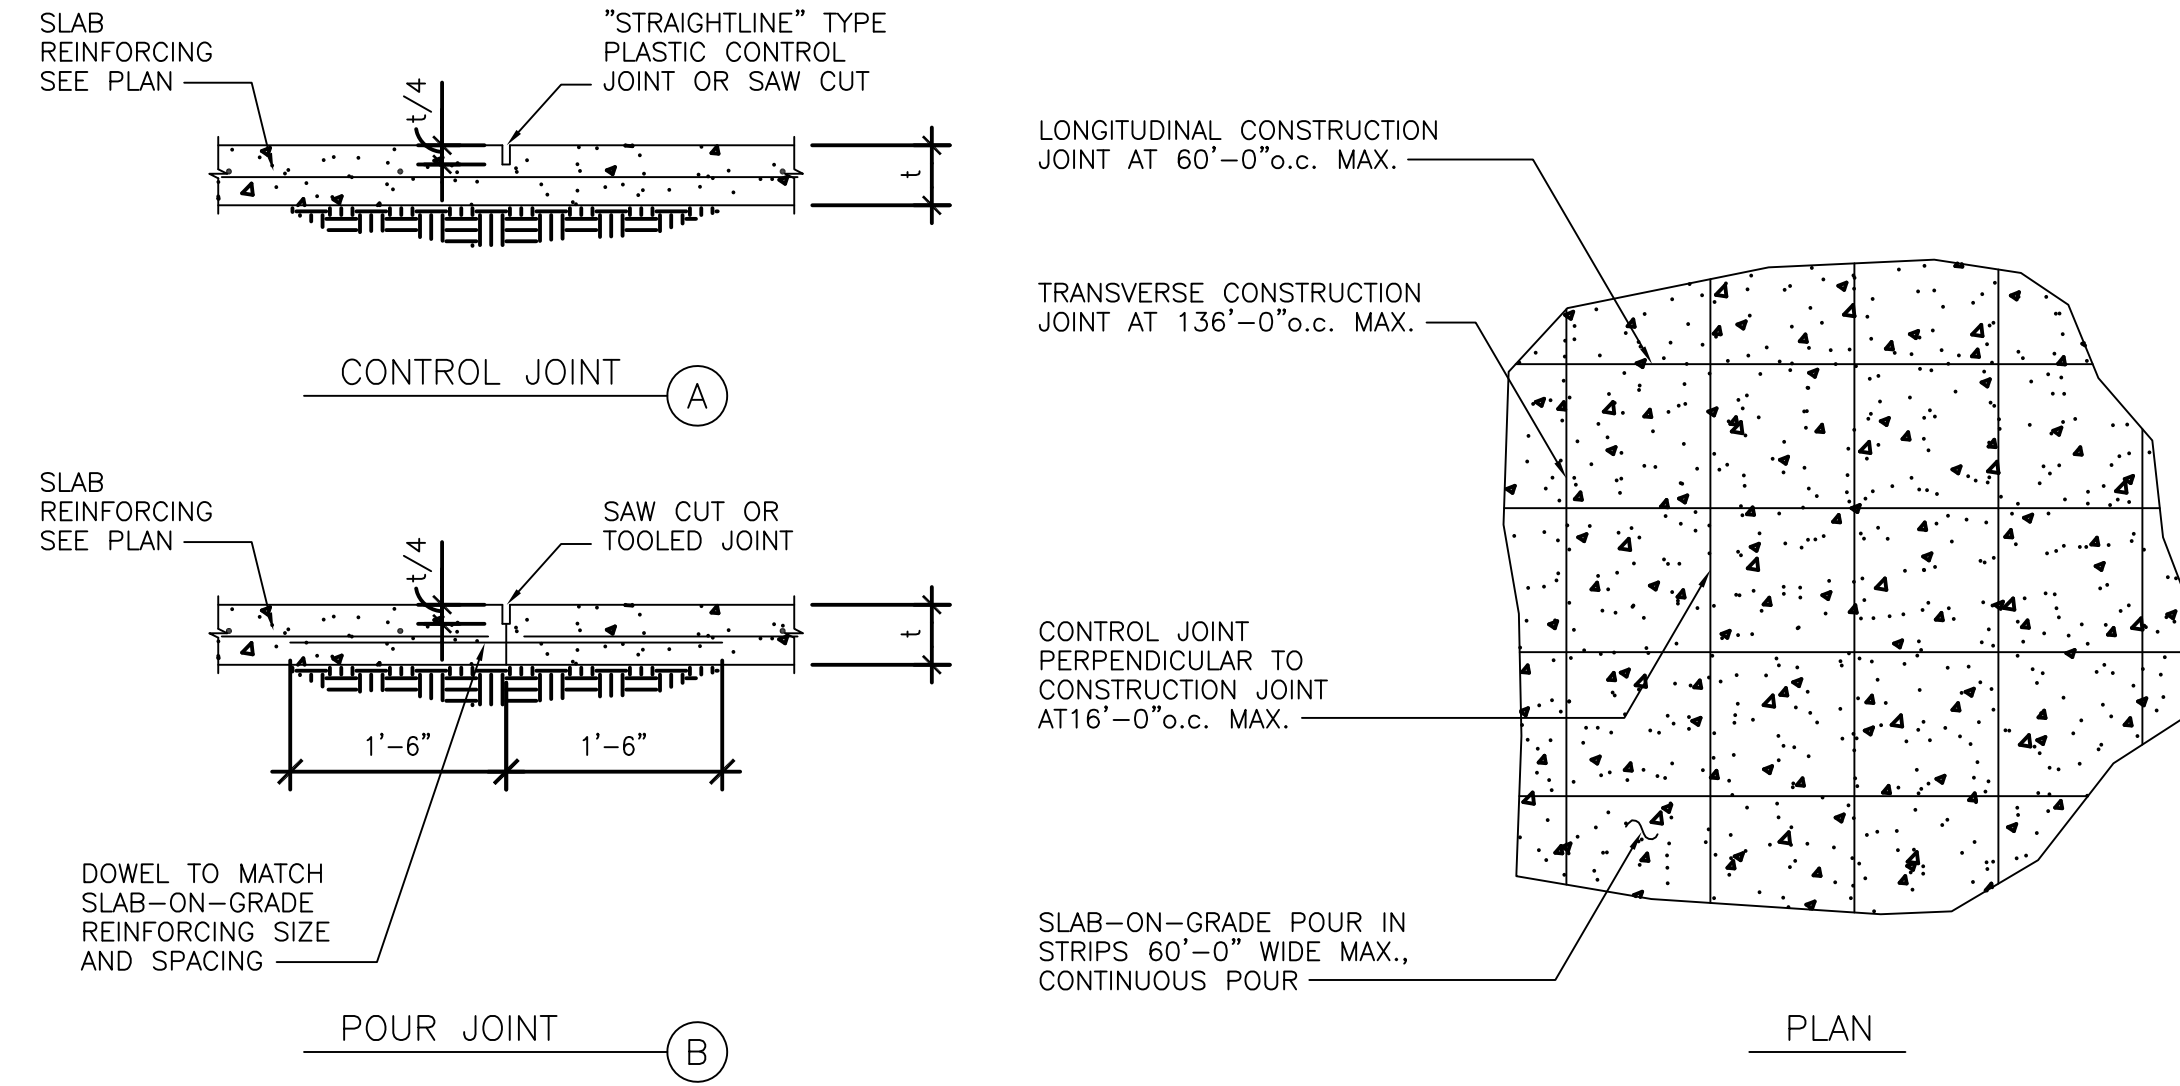 SLAB
REINFORCING
SEE PLAN
"STRAIGHTLINE" TYPE
PLASTIC CONTROL
JOINT OR SAW CUT
t/4
t
CONTROL JOINT
A
SLAB
REINFORCING
SEE PLAN
SAW CUT OR
TOOLED JOINT
t/4
t
1'-6"
1'-6"
DOWEL TO MATCH
SLAB-ON-GRADE
REINFORCING SIZE
AND SPACING
POUR JOINT
B
LONGITUDINAL CONSTRUCTION
JOINT AT 60'-0"o.c. MAX.
TRANSVERSE CONSTRUCTION
JOINT AT 136'-0"o.c. MAX.
CONTROL JOINT
PERPENDICULAR TO
CONSTRUCTION JOINT
AT16'-0"o.c. MAX.
SLAB-ON-GRADE POUR IN
STRIPS 60'-0" WIDE MAX.,
CONTINUOUS POUR
PLAN